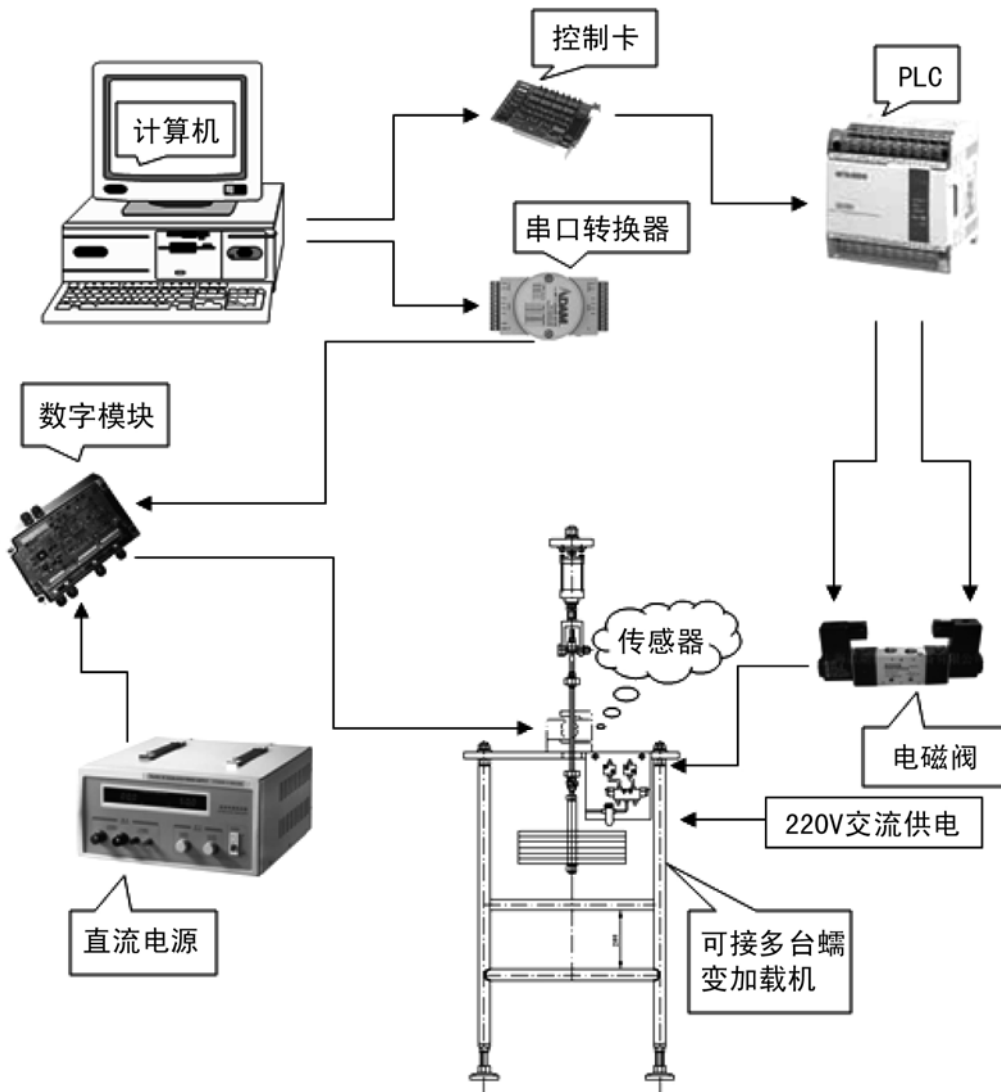 控制卡
PLC
计算机
串口转换器
ADAM
数字模块
传感器
电磁阀
220V交流供电
直流电源
可接多台蠕
变加载机